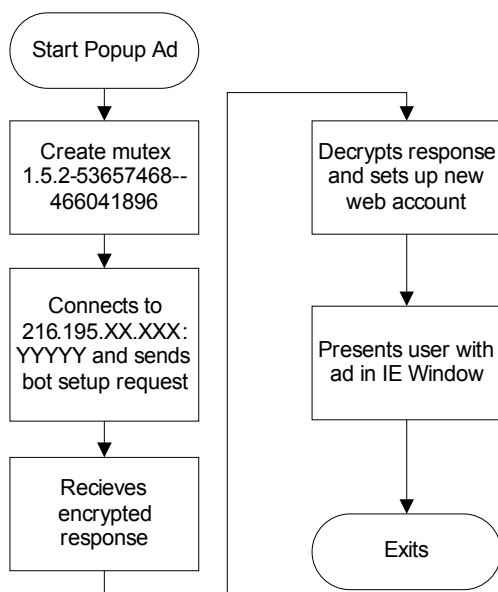 Start Popup Ad
Create mutex
1.5.2-53657468--
466041896
Connects to
216.195.XX.XXX:
YYYYY and sends
bot setup request
Recieves
encrypted
response
Decrypts response
and sets up new
web account
Presents user with
ad in IE Window
Exits